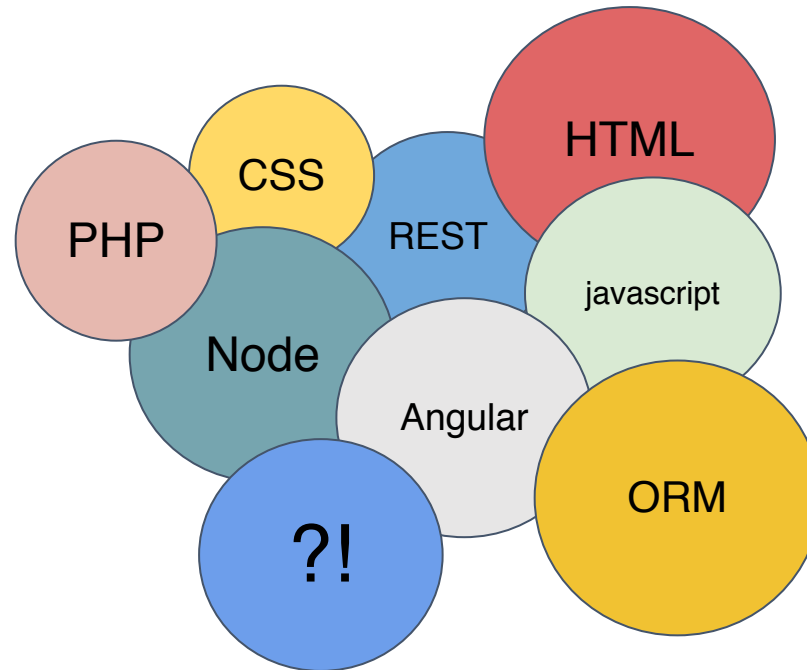 HTML
CSS
PHP
REST
javascript
Node
Angular
ORM
?!